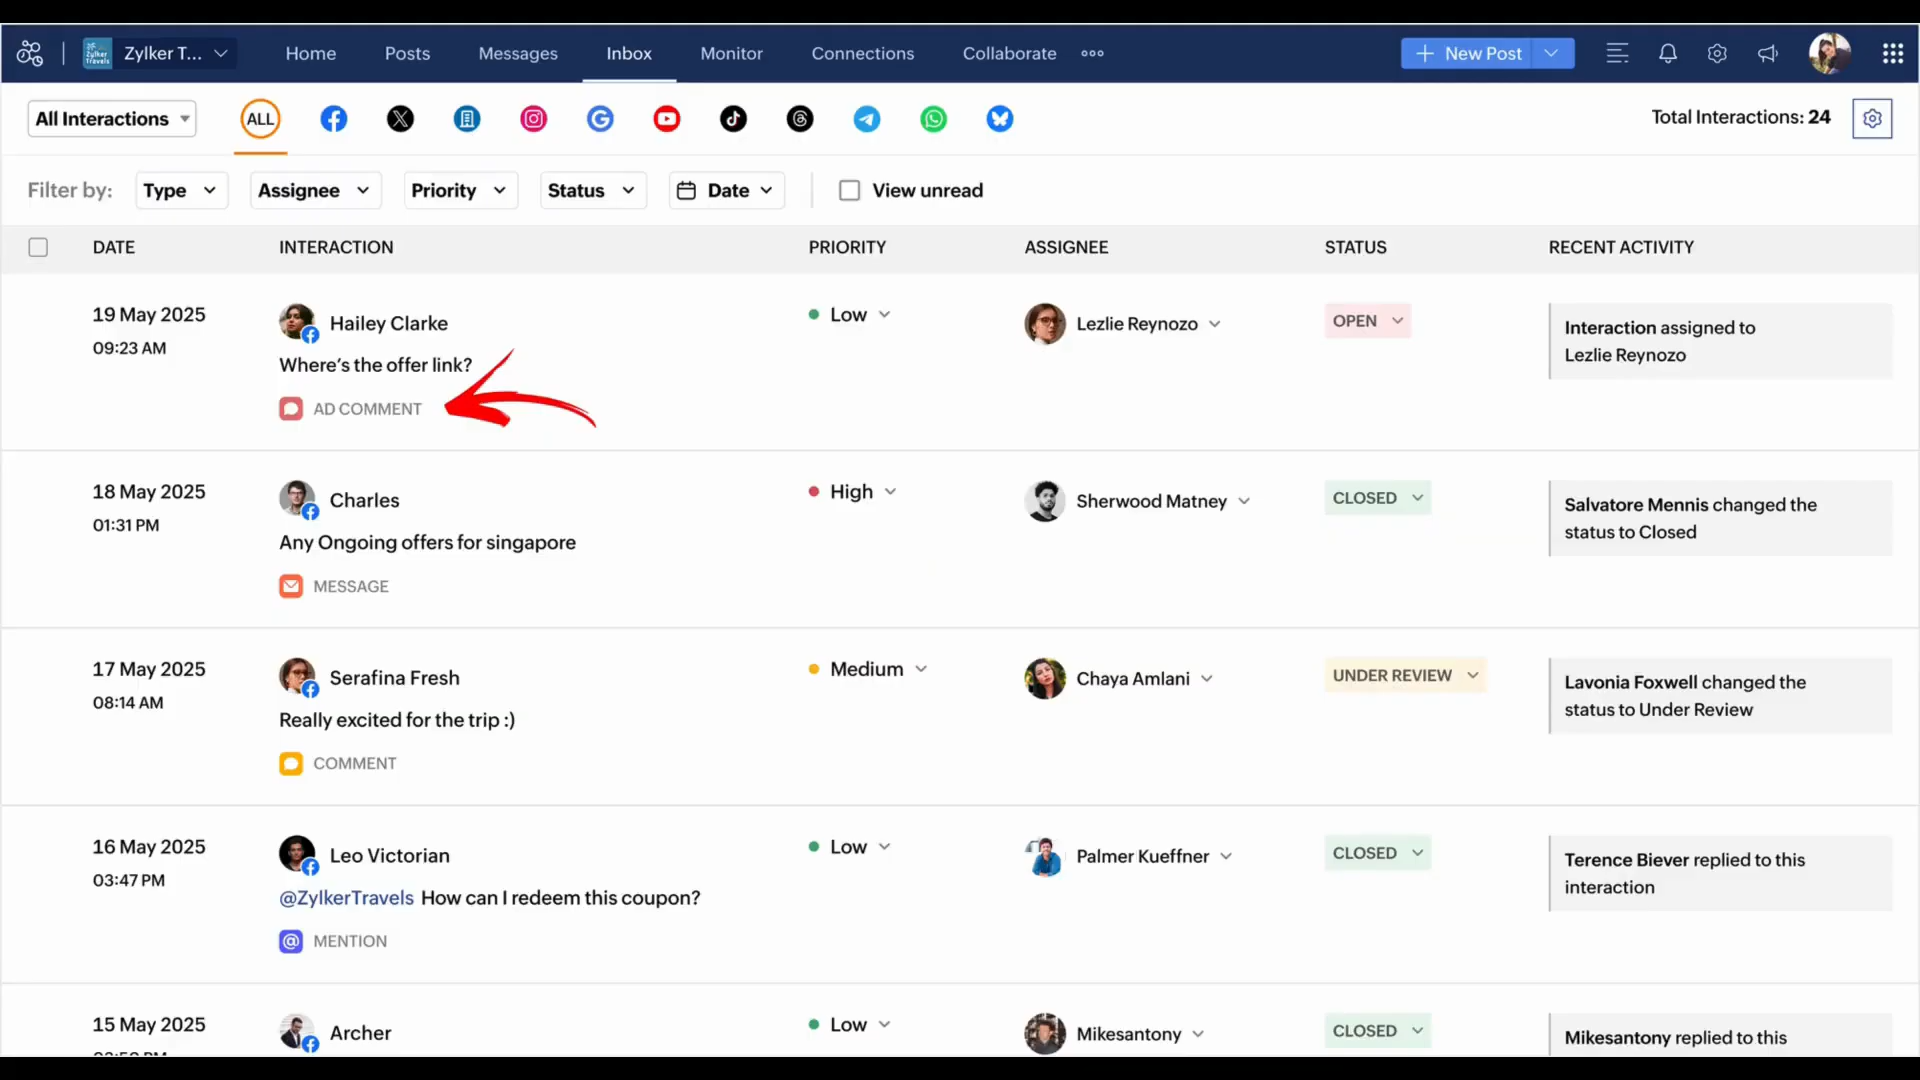 Zylker Travels
Zylker T... Home Posts Messages Inbox Monitor Connections Collaborate + New Post
All Interactions ALL Total Interactions: 24
Filter by: Type Assignee Priority Status Date View unread
DATE INTERACTION PRIORITY ASSIGNEE STATUS RECENT ACTIVITY
19 May 2025 Hailey Clarke Low Lezlie Reynozo OPEN Interaction assigned to
09:23 AM Where's the offer link? Lezlie Reynozo
AD COMMENT
18 May 2025 Charles High Sherwood Matney CLOSED Salvatore Mennis changed the
01:31 PM Any Ongoing offers for singapore status to Closed
MESSAGE
17 May 2025 Serafina Fresh Medium Chaya Amlani UNDER REVIEW Lavonia Foxwell changed the
08:14 AM Really excited for the trip :) status to Under Review
COMMENT
16 May 2025 Leo Victorian Low Palmer Kueffner CLOSED Terence Biever replied to this
03:47 PM @ZylkerTravels How can I redeem this coupon? interaction
MENTION
15 May 2025 Archer Low Mikesantony CLOSED Mikesantony replied to this